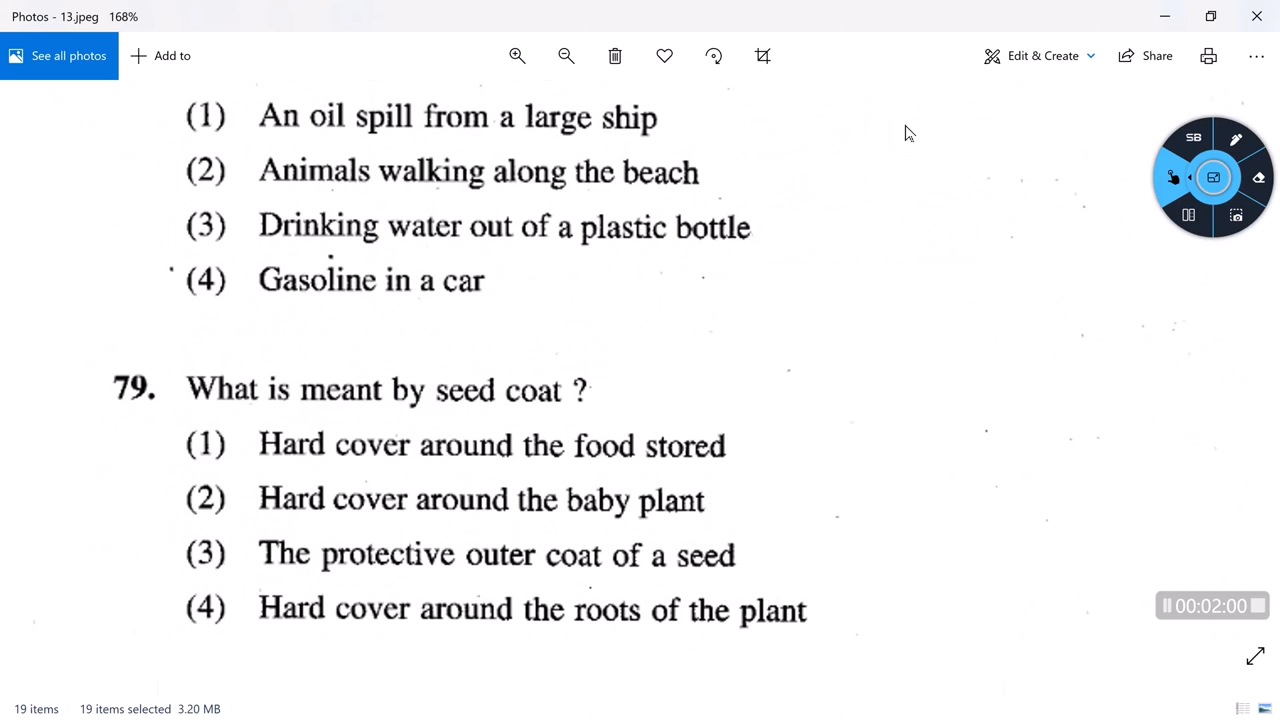 Photos - 13.jpeg 168%
See all photos
Add to
Edit & Create
Share
SB
(1) An oil spill from a large ship
(2) Animals walking along the beach
(3) Drinking water out of a plastic bottle
(4) Gasoline in a car
79. What is meant by seed coat ?
(1) Hard cover around the food stored
(2) Hard cover around the baby plant
(3) The protective outer coat of a seed
(4) Hard cover around the roots of the plant
00:02:00
19 items 19 items selected 3.20 MB